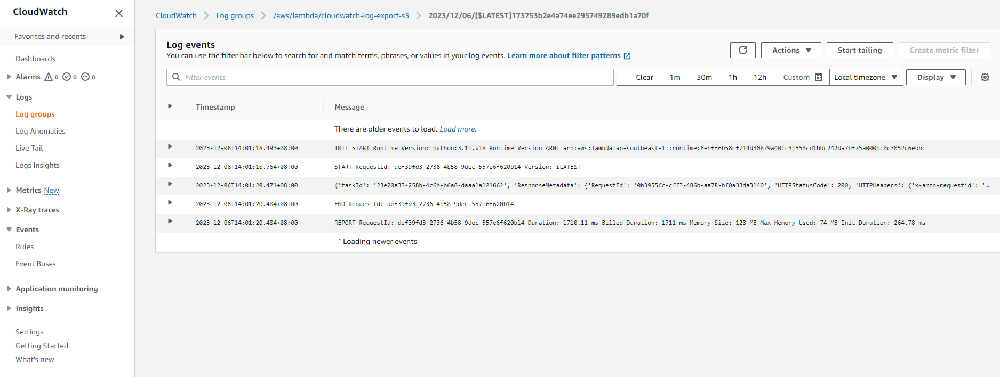 CloudWatch
Favorites and recents
Dashboards
Alarms 0 0 0
Logs
Log groups
Log Anomalies
Live Tail
Logs Insights
Metrics New
X-Ray traces
Events
Rules
Event Buses
Application monitoring
Insights
Settings
Getting Started
What's new
CloudWatch Log groups /aws/lambda/cloudwatch-log-export-s3 2023/12/06/[$LATEST]173753b2e4a74ee295749289edb1a70f
Log events
You can use the filter bar below to search for and match terms, phrases, or values in your log events. Learn more about filter patterns
Actions Start tailing Create metric filter
Filter events Clear 1m 30m 1h 12h Custom Local timezone Display
Timestamp Message
There are older events to load. Load more.
2023-12-06T14:01:18.493+08:00 INIT_START Runtime Version: python:3.11.v18 Runtime Version ARN: arn:aws:lambda:ap-southeast-1::runtime:6ebff6b58cf714d30879a40cc31554cd1bbc242da7bf75a000bc0c3052c6ebbc
2023-12-06T14:01:18.764+08:00 START RequestId: def39fd3-2736-4b58-9dec-557e6f620b14 Version: $LATEST
2023-12-06T14:01:20.471+08:00 {'taskId': '23e20a33-258b-4c6b-b6a8-daaa1a121662', 'ResponseMetadata': {'RequestId': '0b3955fc-cff3-486b-aa78-bf0a33da3140', 'HTTPStatusCode': 200, 'HTTPHeaders': {'x-amzn-requestid': '…
2023-12-06T14:01:20.484+08:00 END RequestId: def39fd3-2736-4b58-9dec-557e6f620b14
2023-12-06T14:01:20.484+08:00 REPORT RequestId: def39fd3-2736-4b58-9dec-557e6f620b14 Duration: 1710.11 ms Billed Duration: 1711 ms Memory Size: 128 MB Max Memory Used: 74 MB Init Duration: 264.78 ms
Loading newer events